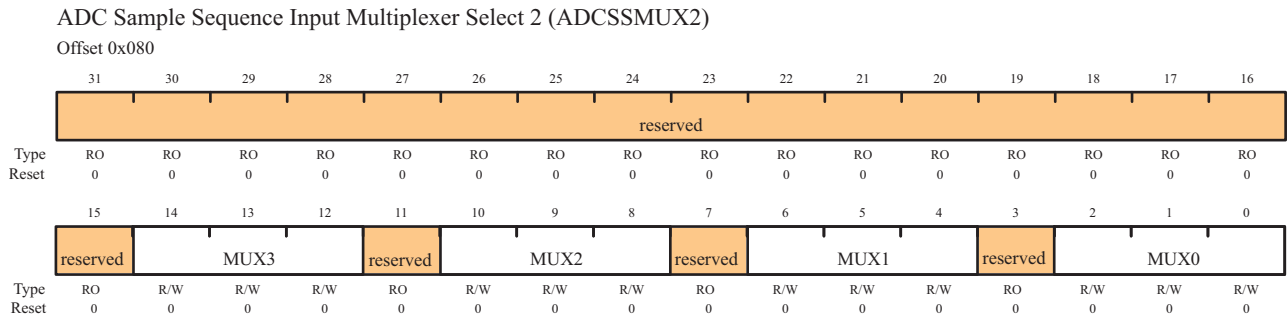 ADC Sample Sequence Input Multiplexer Select 2 (ADCSSMUX2)
Offset 0x080
31 30 29 28 27 26 25 24 23 22 21 20 19 18 17 16
reserved
Type RO RO RO RO RO RO RO RO RO RO RO RO RO RO RO RO
Reset 0 0 0 0 0 0 0 0 0 0 0 0 0 0 0 0
15 14 13 12 11 10 9 8 7 6 5 4 3 2 1 0
reserved MUX3 reserved MUX2 reserved MUX1 reserved MUX0
Type RO R/W R/W R/W RO R/W R/W R/W RO R/W R/W R/W RO R/W R/W R/W
Reset 0 0 0 0 0 0 0 0 0 0 0 0 0 0 0 0